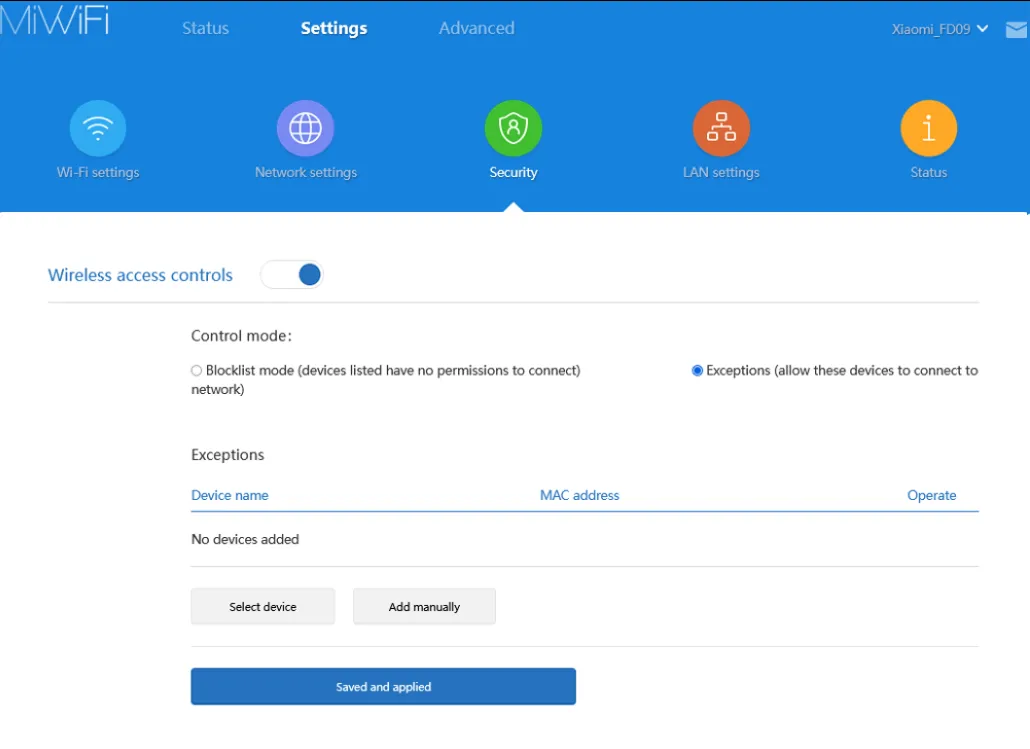 MiWiFi Status Settings Advanced Xiaomi_FD09
Wi-Fi settings Network settings Security LAN settings Status
Wireless access controls
Control mode:
Blocklist mode (devices listed have no permissions to connect) Exceptions (allow these devices to connect to
network)
Exceptions
Device name MAC address Operate
No devices added
Select device Add manually
Saved and applied